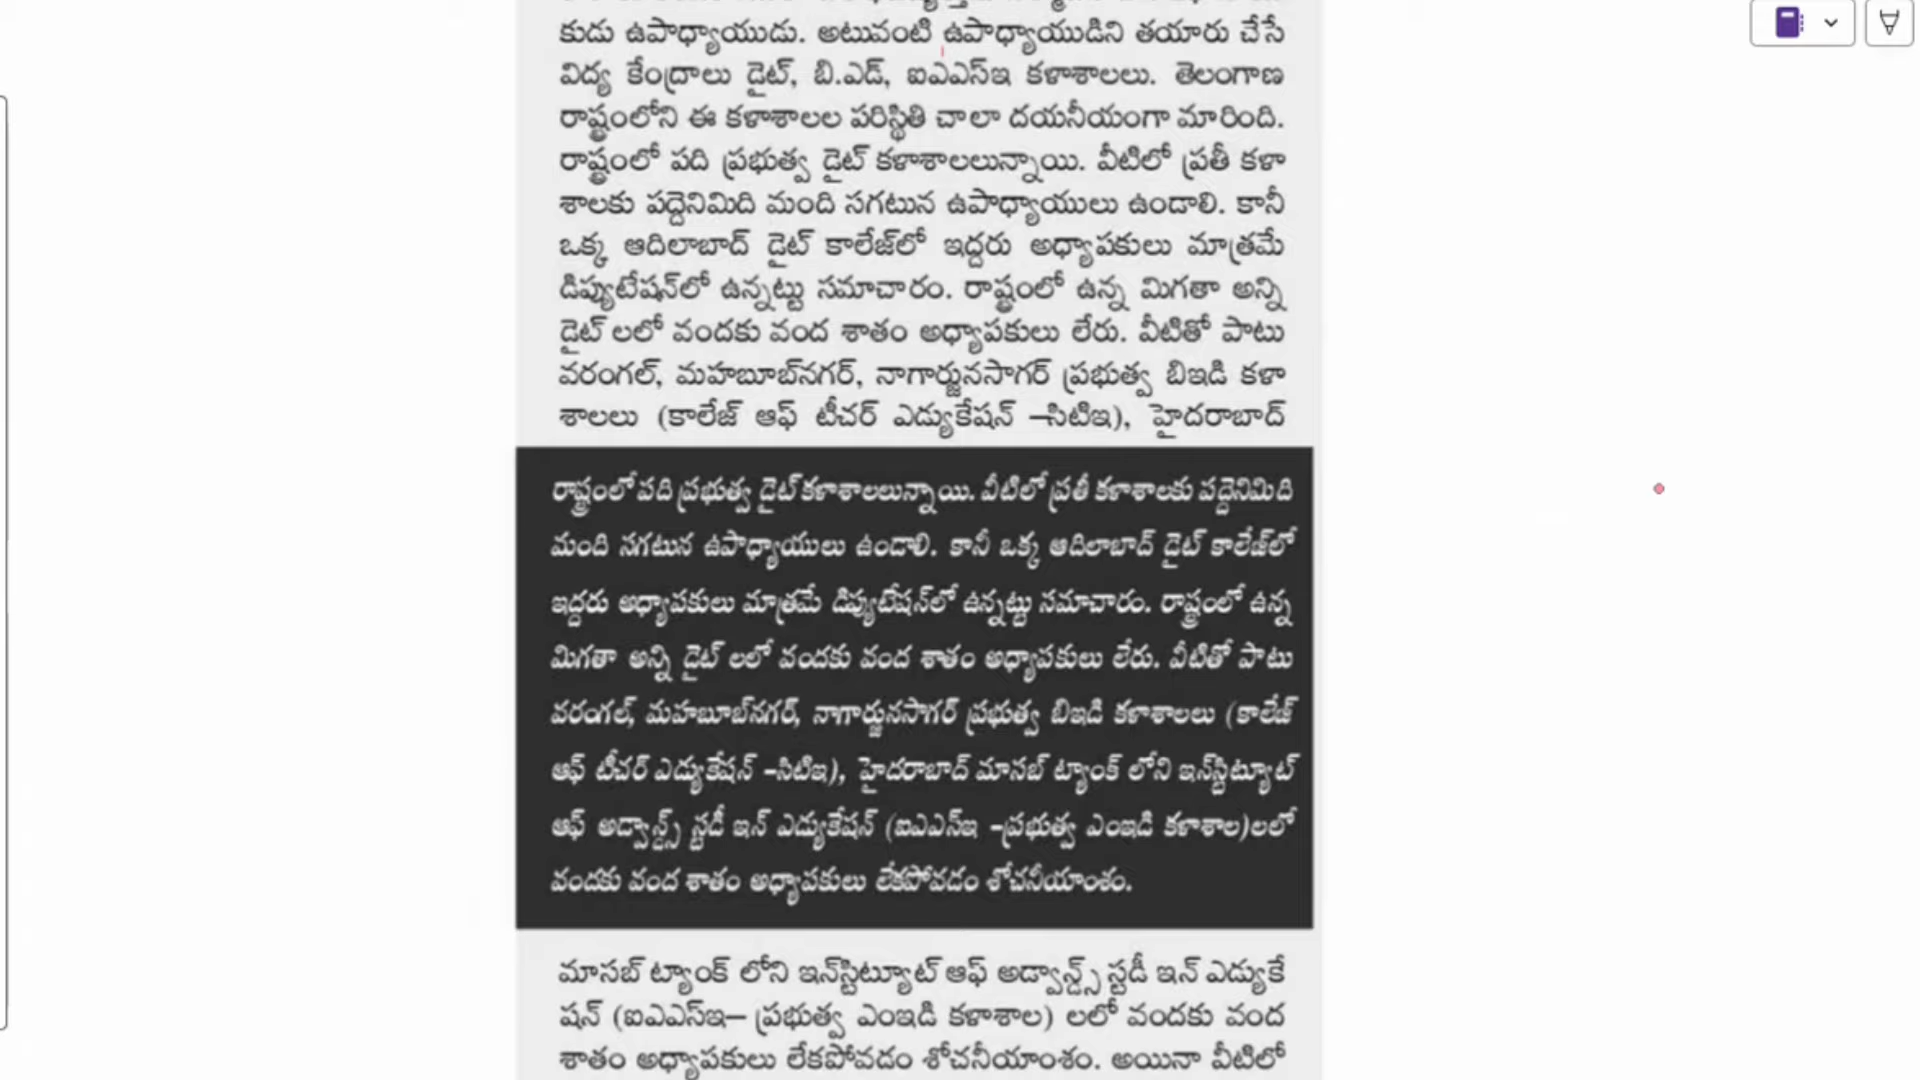 కుడు ఉపాధ్యాయుడు. అటువంటి ఉపాధ్యాయుడిని తయారు చేసే
విద్య కేంద్రాలు డైట్, బి.ఎడ్, ఐఎఎస్ఇ కళాశాలలు. తెలంగాణ
రాష్ట్రంలోని ఈ కళాశాలల పరిస్థితి చాలా దయనీయంగా మారింది.
రాష్ట్రంలో పది ప్రభుత్వ డైట్ కళాశాలలున్నాయి. వీటిలో ప్రతీ కళా
శాలకు పద్దెనిమిది మంది సగటున ఉపాధ్యాయులు ఉండాలి. కానీ
ఒక్క ఆదిలాబాద్ డైట్ కాలేజ్‌లో ఇద్దరు అధ్యాపకులు మాత్రమే
డిప్యుటేషన్‌లో ఉన్నట్టు సమాచారం. రాష్ట్రంలో ఉన్న మిగతా అన్ని
డైట్ లలో వందకు వంద శాతం అధ్యాపకులు లేరు. వీటితో పాటు
వరంగల్, మహబూబ్‌నగర్, నాగార్జునసాగర్ ప్రభుత్వ బిఇడి కళా
శాలలు (కాలేజ్ ఆఫ్ టీచర్ ఎడ్యుకేషన్ –సిటిఇ), హైదరాబాద్
రాష్ట్రంలో పది ప్రభుత్వ డైట్ కళాశాలలున్నాయి. వీటిలో ప్రతీ కళాశాలకు పద్దెనిమిది
మంది సగటున ఉపాధ్యాయులు ఉండాలి. కానీ ఒక్క ఆదిలాబాద్ డైట్ కాలేజ్‌లో
ఇద్దరు అధ్యాపకులు మాత్రమే డిప్యుటేషన్‌లో ఉన్నట్టు సమాచారం. రాష్ట్రంలో ఉన్న
మిగతా అన్ని డైట్ లలో వందకు వంద శాతం అధ్యాపకులు లేరు. వీటితో పాటు
వరంగల్, మహబూబ్‌నగర్, నాగార్జునసాగర్ ప్రభుత్వ బిఇడి కళాశాలలు (కాలేజ్
ఆఫ్ టీచర్ ఎడ్యుకేషన్ –సిటిఇ), హైదరాబాద్ మాసబ్ ట్యాంక్ లోని ఇన్‌స్టిట్యూట్
ఆఫ్ అడ్వాన్డ్స్ స్టడీ ఇన్ ఎడ్యుకేషన్ (ఐఎఎస్ఇ –ప్రభుత్వ ఎంఇడి కళాశాల)లలో
వందకు వంద శాతం అధ్యాపకులు లేకపోవడం శోచనీయాంశం.
మాసబ్ ట్యాంక్ లోని ఇన్‌స్టిట్యూట్ ఆఫ్ అడ్వాన్డ్స్ స్టడీ ఇన్ ఎడ్యుకే
షన్ (ఐఎఎస్ఇ– ప్రభుత్వ ఎంఇడి కళాశాల) లలో వందకు వంద
శాతం అధ్యాపకులు లేకపోవడం శోచనీయాంశం. అయినా వీటిలో